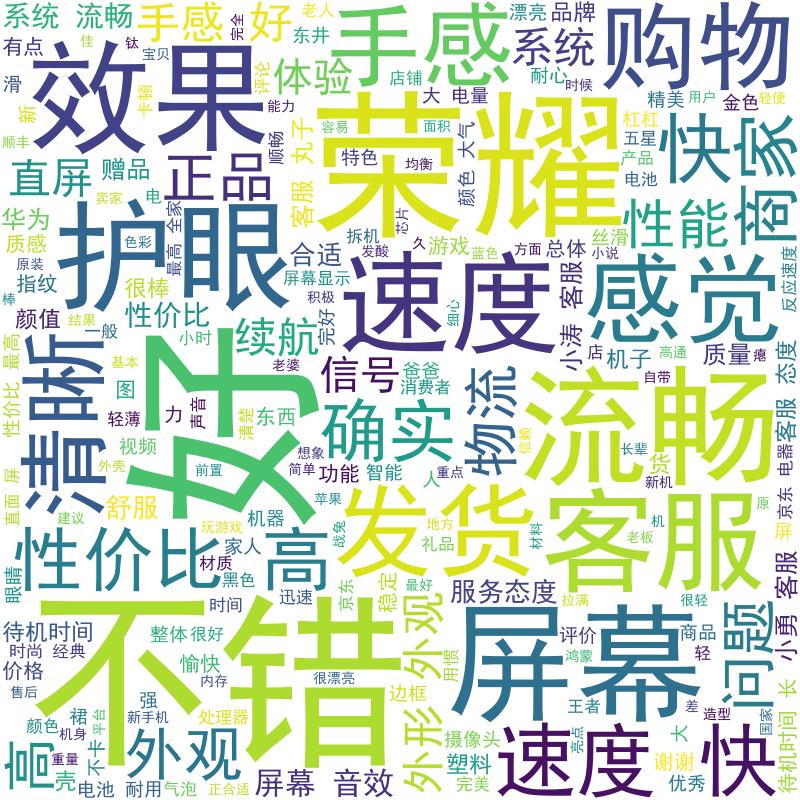 系统 流畅
手感 好
老人
手感
漂亮 品牌
购物
有点
佳 钛
完全
东井
系统
宝贝
评论
体验
店铺
耐心
时候
滑
新
效果
卡顿
能力
大 电量
精美
用户
金色
轻便
顺丰
顺畅
丸子
容易
面积
大气
荣耀
杠杠
五星
快
商家
直屏
赠品
正品
特色
均衡
颜色
产品
电池
卖家
电
客服
芯片
华为
质感
护眼
色彩
全家
最高
合适
拆机
发酸
久
游戏
蓝色
方面
总体
小说
丝滑
性能
反应速度
原装
指纹
很棒
棒
屏幕显示
积极
速度
细心
感觉
客服
小涛
颜值
结果
一般
性价比
小时
续航
完好
信号
老婆
爸爸
消费者
店
机子
高通
质量
瘪
态度
最高
性价比
清晰
基本
图
轻薄
力
声音
好
清楚
东西
确实
物流
自带
流畅
长辈
信赖
货
客服
视频
外壳
前置
想象
简单
功能
智能
人
重点
新机
电器
京东
直面 屏
建议
舒服
玩游戏
苹果
机器
发货
地方
材料
客服
老板
机
原
屏
性价比
材质
家人
高
战兔
礼品
眼睛
黑色
时间
迅速
京东
稳定
最好
服务态度
很轻
拉满
客服
小勇
待机时间
时尚 经典
整体 很好
不错
外观
用惯
屏幕
评价
鸿蒙
商品
轻
问题
价格
售后
愉快
内存
很漂亮
边框
强
颜色
裙
平台
新手机
处理器
外形
王者
亮点
差
造型
国家
长
待机时间
高
重量
机身
不卡
外观
摄像头
大
壳
电池
耐用
气泡
正合适
屏幕 音效
塑料
完美
速度
快
谢谢
优秀